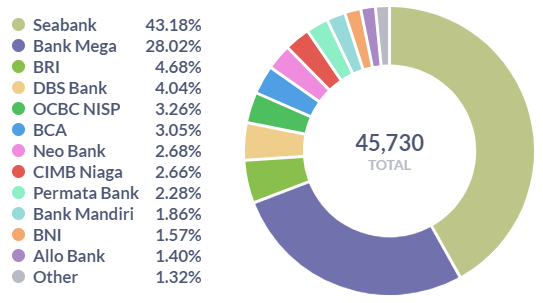 Seabank 43.18%
Bank Mega 28.02%
BRI 4.68%
DBS Bank 4.04%
OCBC NISP 3.26%
BCA 3.05%
Neo Bank 2.68%
CIMB Niaga 2.66%
Permata Bank 2.28%
Bank Mandiri 1.86%
BNI 1.57%
Allo Bank 1.40%
Other 1.32%
45,730
TOTAL